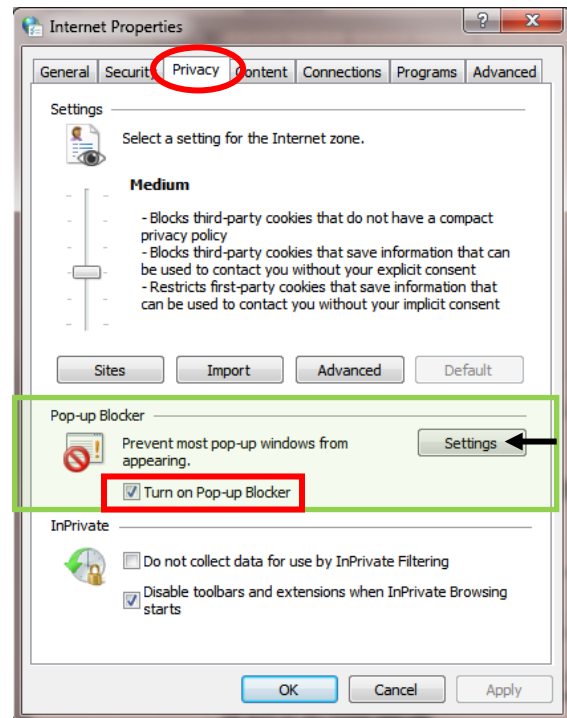 Internet Properties
General Security Privacy Content Connections Programs Advanced
Settings
Select a setting for the Internet zone.
Medium
- Blocks third-party cookies that do not have a compact
privacy policy
- Blocks third-party cookies that save information that can
be used to contact you without your explicit consent
- Restricts first-party cookies that save information that
can be used to contact you without your implicit consent
Sites Import Advanced Default
Pop-up Blocker
Prevent most pop-up windows from
appearing.
Settings
Turn on Pop-up Blocker
InPrivate
Do not collect data for use by InPrivate Filtering
Disable toolbars and extensions when InPrivate Browsing
starts
OK Cancel Apply